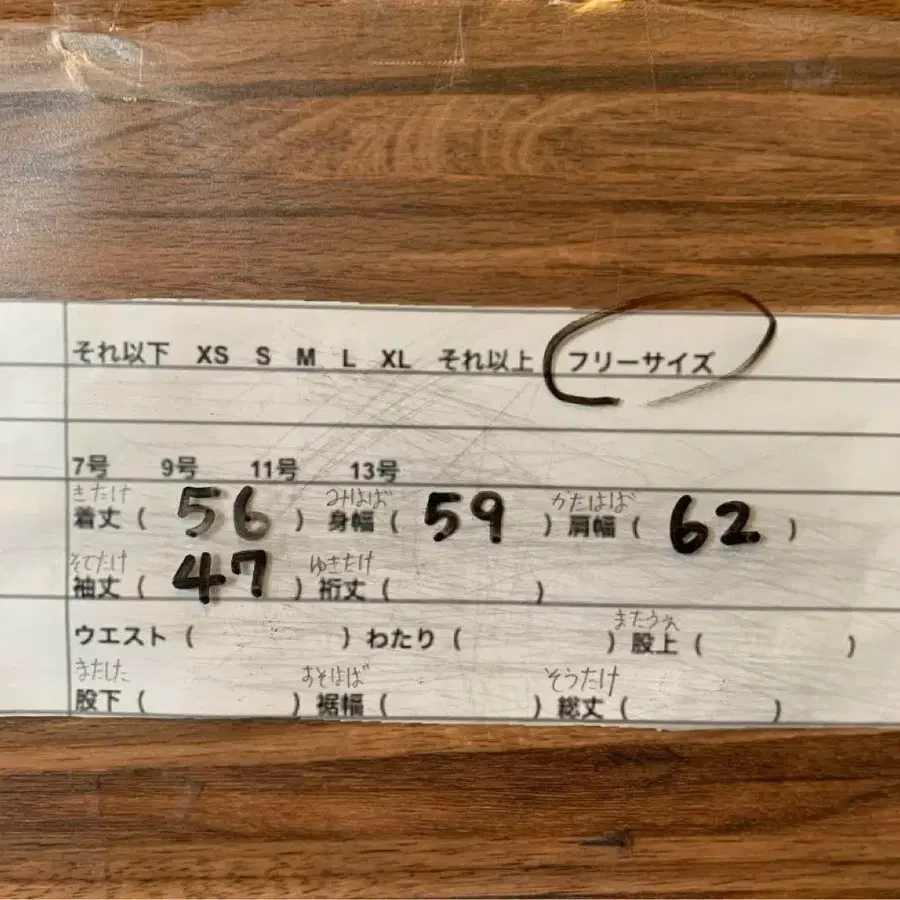 それ以下 XS S M L XL それ以上 フリーサイズ
7号 9号 11号 13号
きたけ みはば かたはば
着丈 ( 56 ) 身幅 ( 59 ) 肩幅 ( 62 )
そでたけ ゆきたけ
袖丈 ( 47 ) 裄丈 ( )
またうえ
ウエスト ( ) わたり ( ) 股上 ( )
またした すそはば そうたけ
股下 ( ) 裾幅 ( ) 総丈 ( )